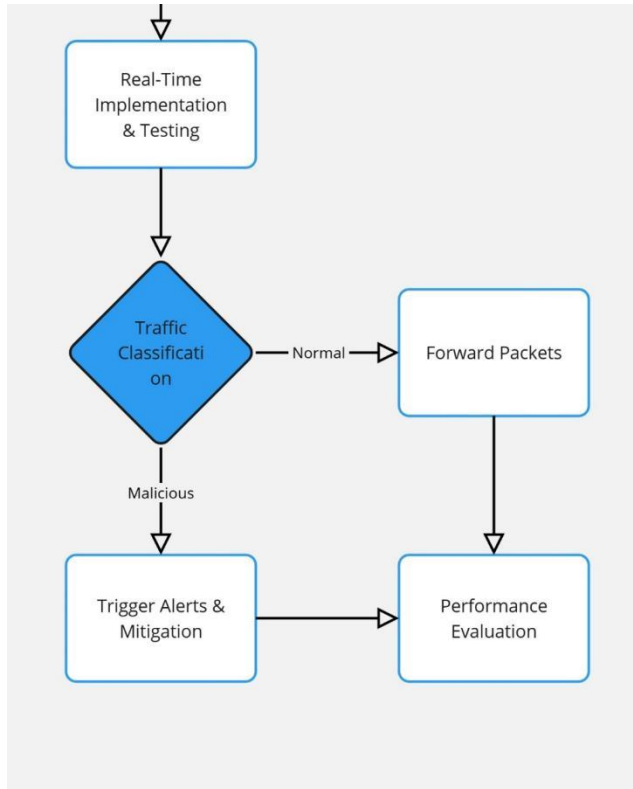 Real-Time
Implementation
& Testing
Traffic
Classificati
on
Normal
Forward Packets
Malicious
Trigger Alerts &
Mitigation
Performance
Evaluation